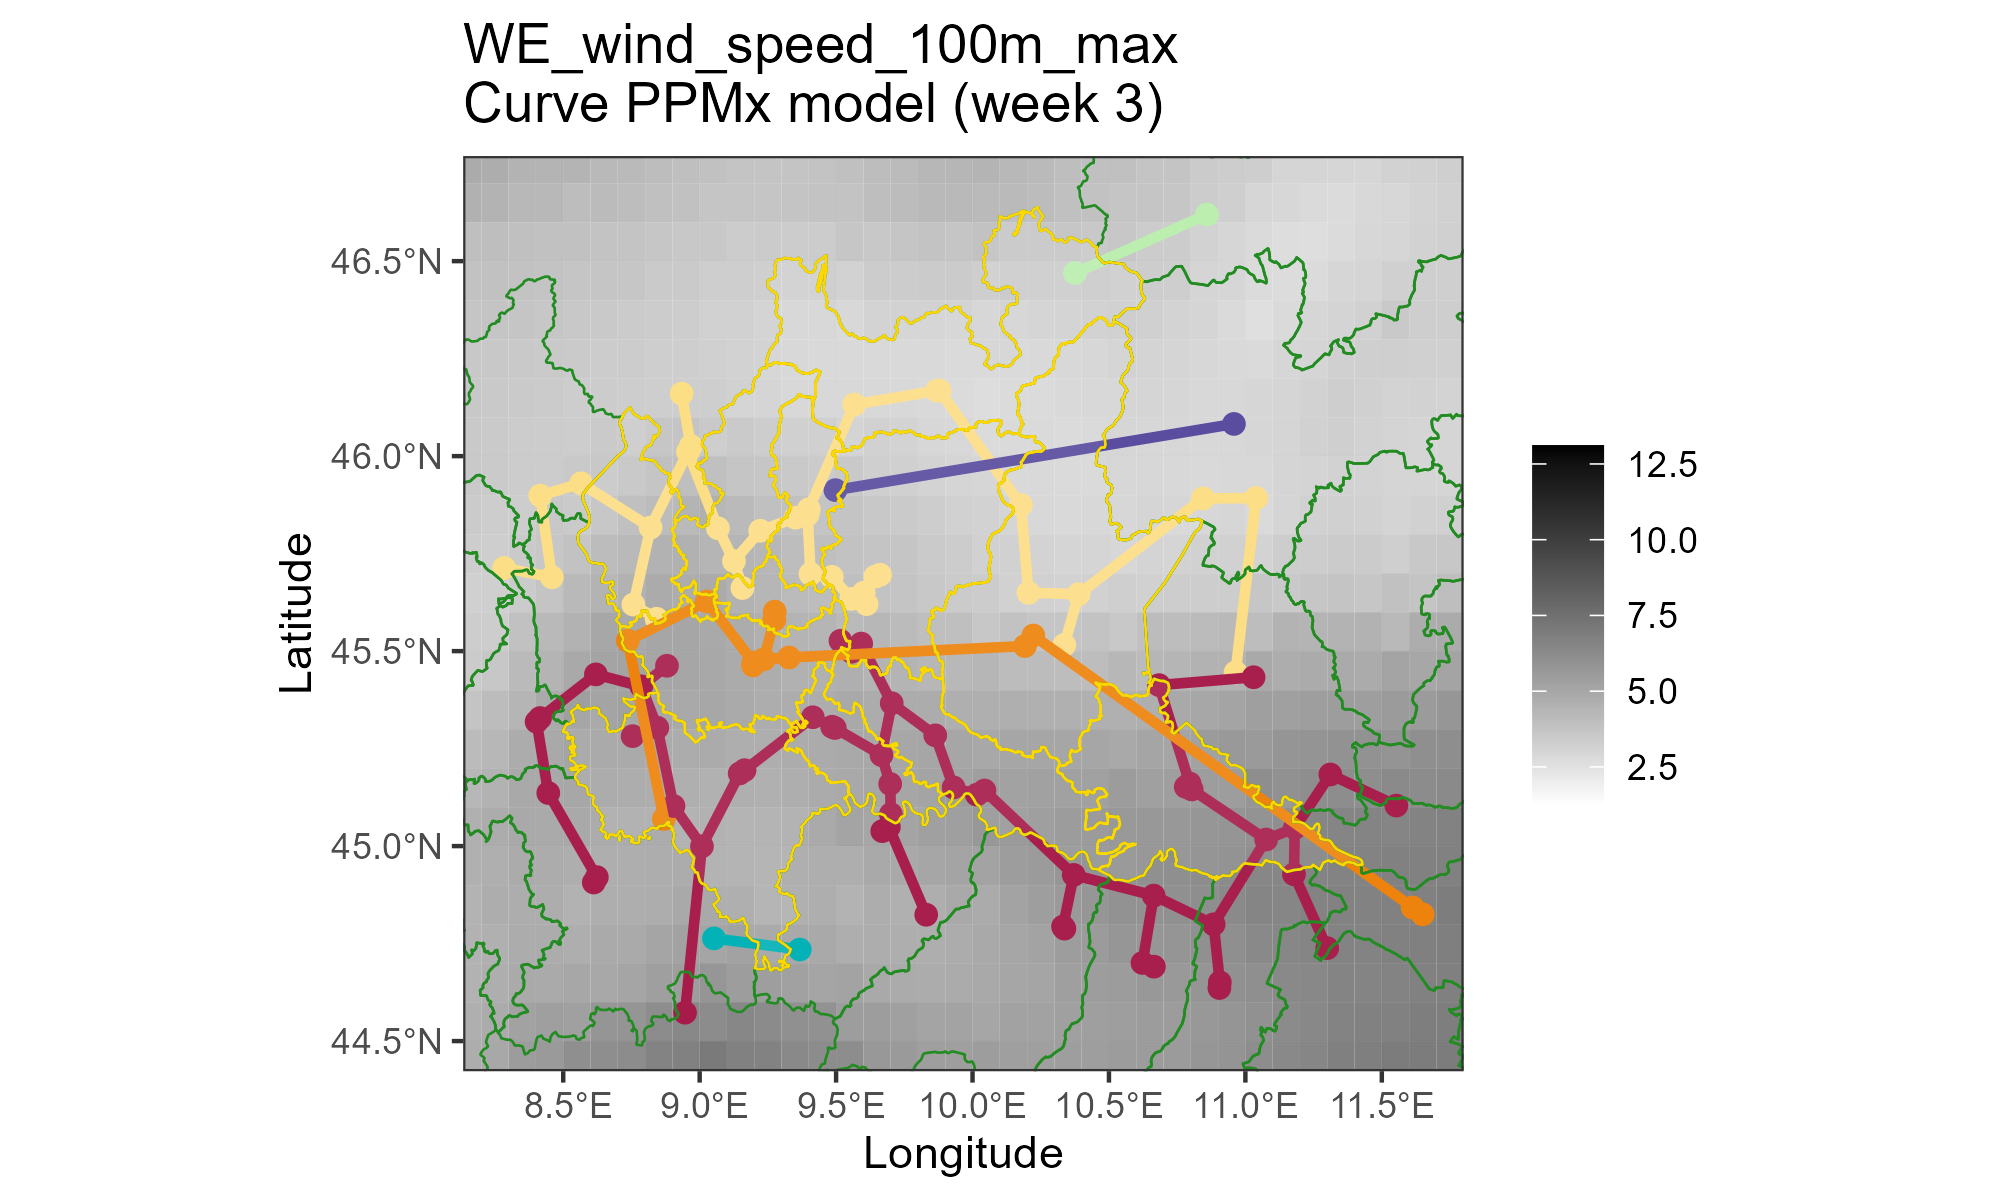 WE_wind_speed_100m_max
Curve PPMx model (week 3)
46.5°N
46.0°N
45.5°N
45.0°N
44.5°N
Latitude
8.5°E
9.0°E
9.5°E
10.0°E
10.5°E
11.0°E
11.5°E
Longitude
12.5
10.0
7.5
5.0
2.5